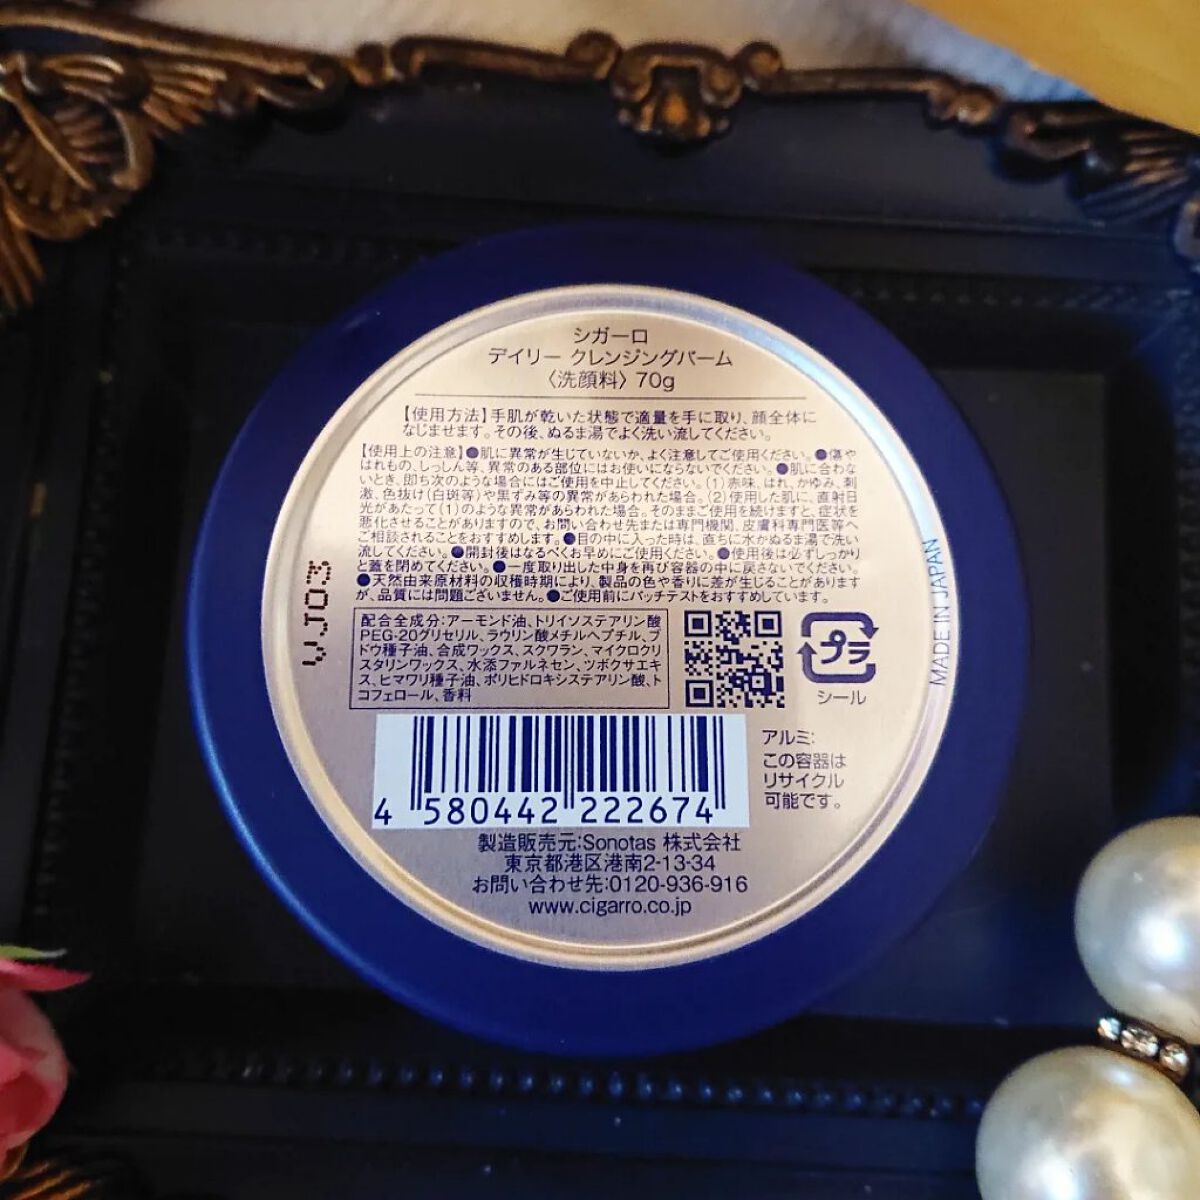 シガーロ
デイリー クレンジングバーム
〈洗顔料〉70g
【使用方法】手肌が乾いた状態で適量を手に取り、顔全体に
なじませます。その後、ぬるま湯でよく洗い流してください。
【使用上の注意】●肌に異常が生じていないか、よく注意してご使用ください。●傷や
はれもの、しっしん等、異常のある部位にはお使いにならないでください。●肌に合わな
いとき、即ち次のような場合にはご使用を中止してください。(1)赤味、はれ、かゆみ、刺
激、色抜け(白斑等)や黒ずみ等の異常があらわれた場合。(2)使用した肌に、直射日
光があたって(1)のような異常があらわれた場合。そのままご使用を続けますと、症状を
悪化させることがありますので、お問い合わせ先または専門機関、皮膚科専門医等へ
ご相談されることをおすすめします。●目の中に入った時は、直ちに水かぬるま湯で洗い
流してください。●開封後はなるべくお早めにご使用ください。●使用後は必ずしっかり
と蓋を閉めてください。●一度取り出した中身を再び容器の中に戻さないでください。
●天然由来原材料の収穫時期により、製品の色や香りに差が生じることがあります
が、品質には問題ございません。●ご使用前にパッチテストをおすすめしています。
配合全成分:アーモンド油、トリイソステアリン酸
PEG-20グリセリル、ラウリン酸メチルヘプチル、ブ
ドウ種子油、合成ワックス、スクワラン、マイクロクリ
スタリンワックス、水添ファルネセン、ツボクサエキ
ス、ヒマワリ種子油、ポリヒドロキシステアリン酸、ト
コフェロール、香料
プラ
シール
MADE IN JAPAN
VJ03
アルミ:
この容器は
リサイクル
可能です。
4 580442 222674
製造販売元:Sonotas 株式会社
東京都港区港南2-13-34
お問い合わせ先:0120-936-916
www.cigarro.co.jp